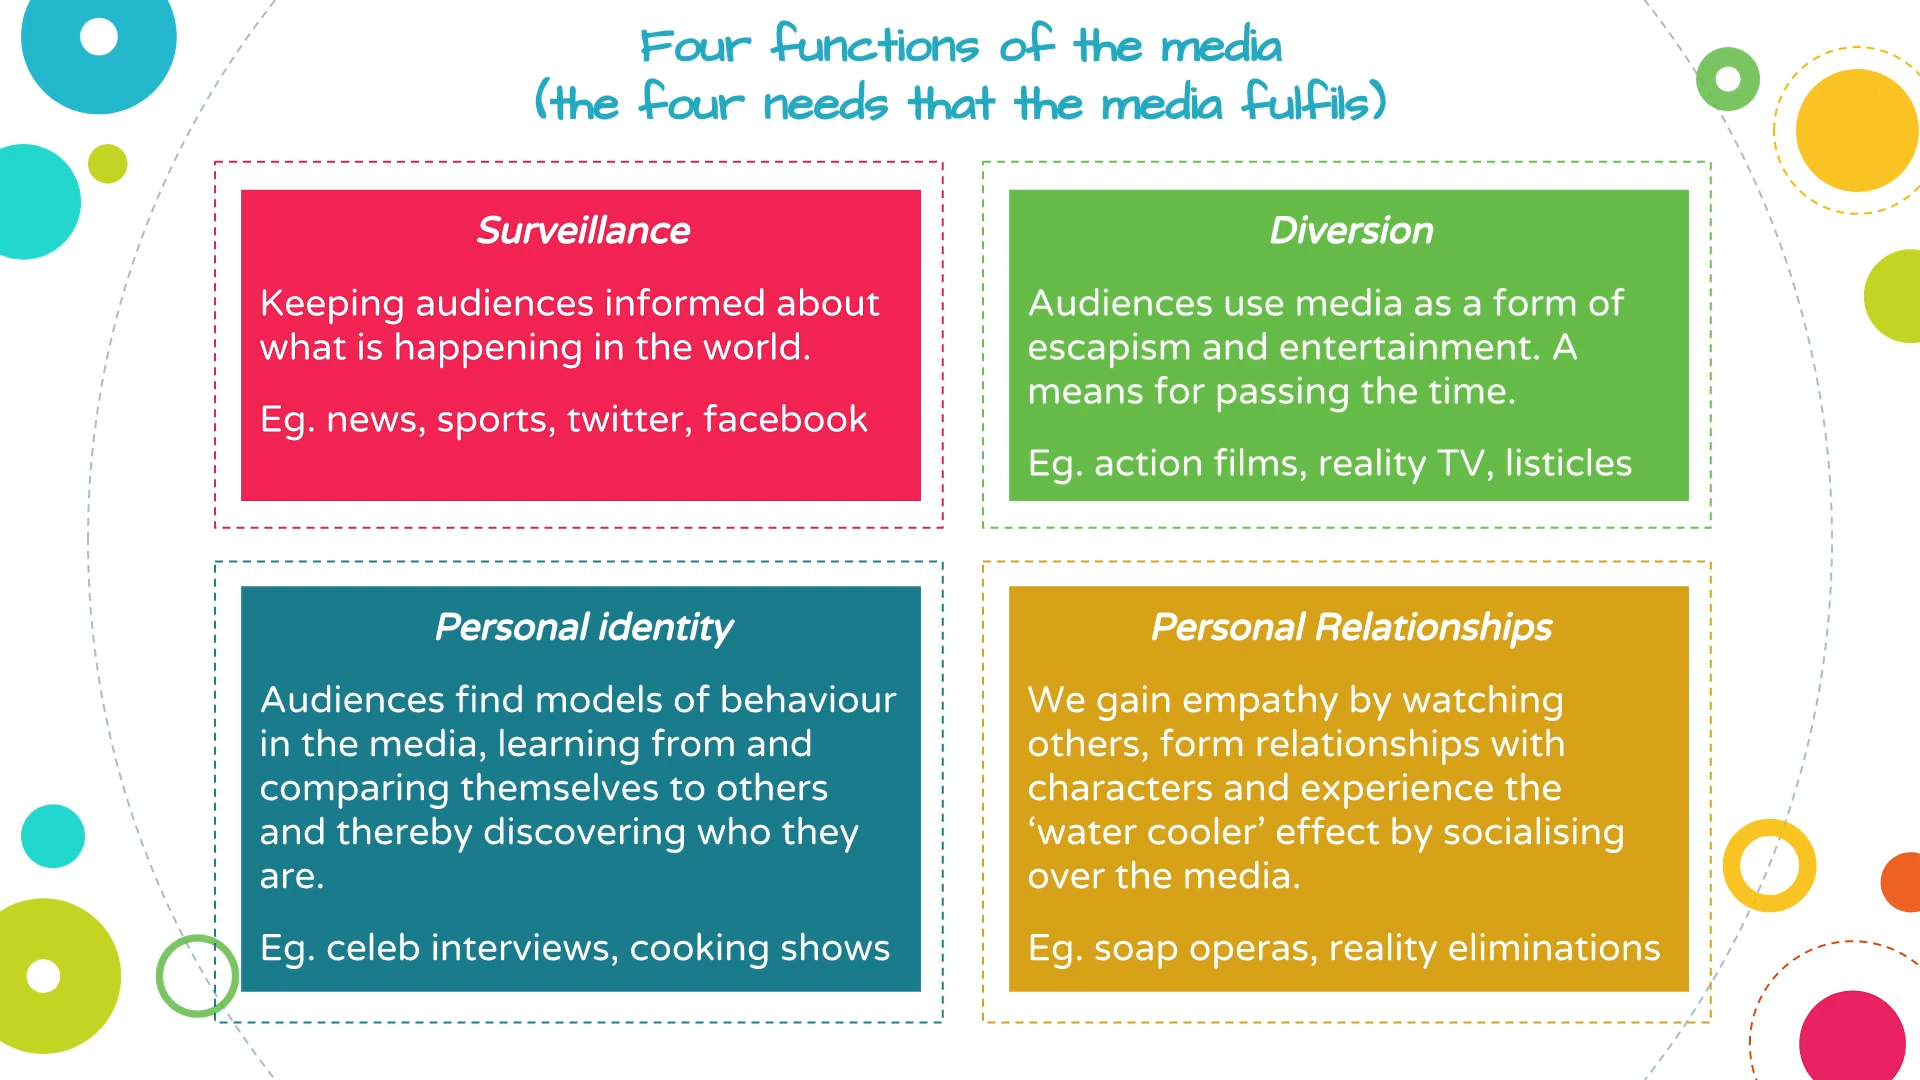 Four functions of the media
(the four needs that the media fulfils)
Surveillance
Keeping audiences informed about
what is happening in the world.
Eg. news, sports, twitter, facebook
Diversion
Audiences use media as a form of
escapism and entertainment. A
means for passing the time.
Eg. action films, reality TV, listicles
Personal identity
Audiences find models of behaviour
in the media, learning from and
comparing themselves to others
and thereby discovering who they
are.
Eg. celeb interviews, cooking shows
Personal Relationships
We gain empathy by watching
others, form relationships with
characters and experience the
‘water cooler’ effect by socialising
over the media.
Eg. soap operas, reality eliminations